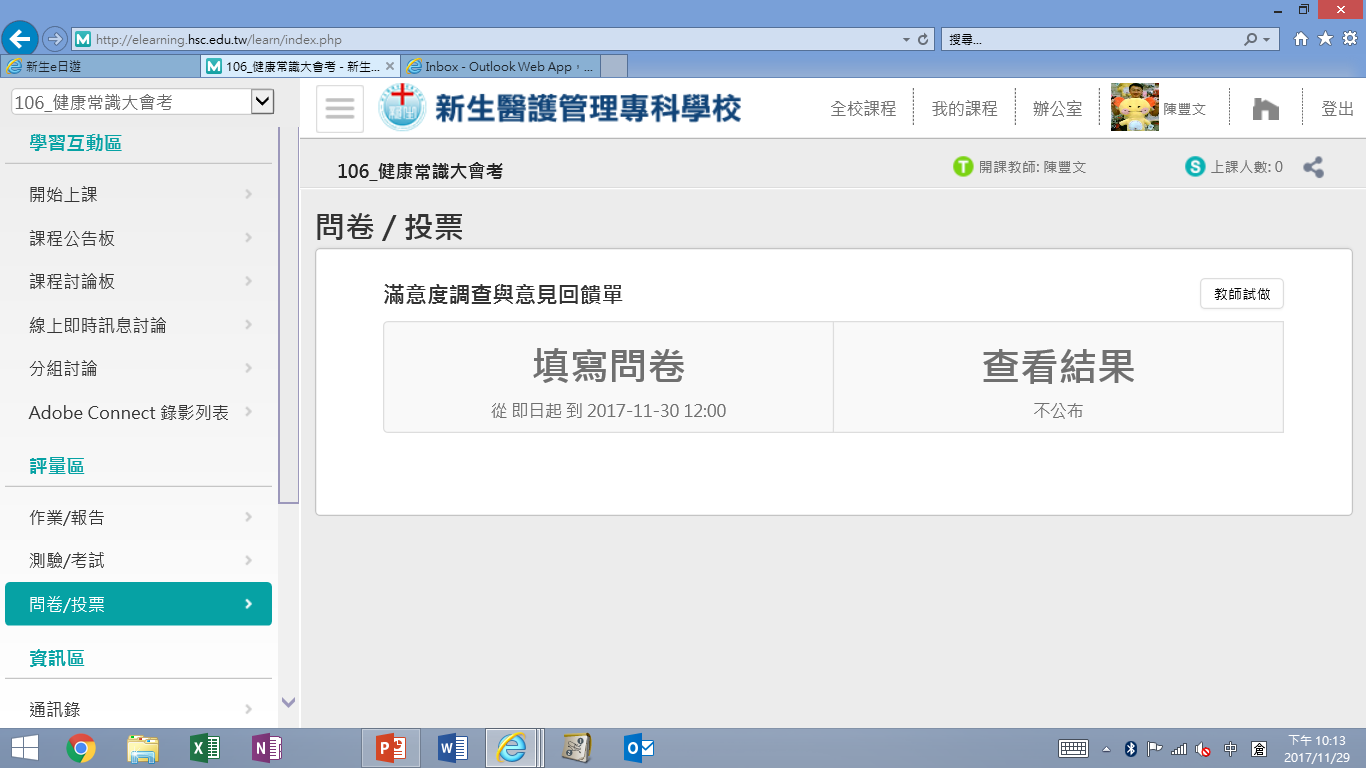 http://elearning.hsc.edu.tw/learn/index.php
搜尋...
新生e日遊
106_健康常識大會考 - 新生...
Inbox - Outlook Web App，...
106_健康常識大會考
學習互動區
開始上課
課程公告板
課程討論板
線上即時訊息討論
分組討論
Adobe Connect 錄影列表
評量區
作業/報告
測驗/考試
問卷/投票
資訊區
通訊錄
新生醫護管理專科學校
全校課程
我的課程
辦公室
陳豐文
登出
106_健康常識大會考
T 開課教師: 陳豐文
S 上課人數: 0
問卷 / 投票
滿意度調查與意見回饋單
教師試做
填寫問卷
從 即日起 到 2017-11-30 12:00
查看結果
不公布
中
倉
下午 10:13
2017/11/29